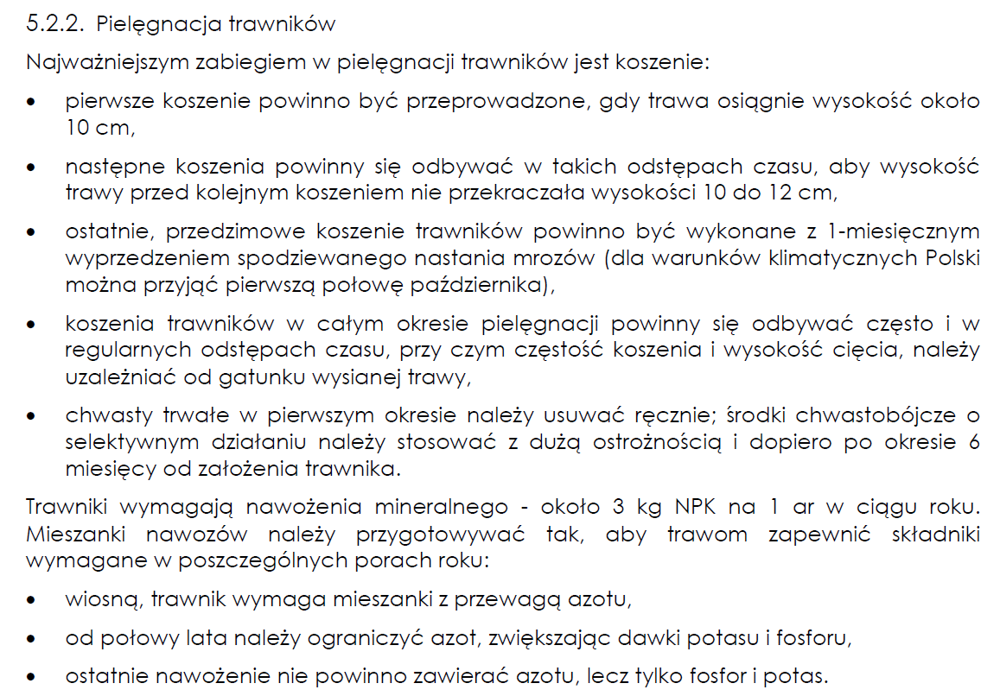 5.2.2. Pielęgnacja trawników
Najważniejszym zabiegiem w pielęgnacji trawników jest koszenie:
• pierwsze koszenie powinno być przeprowadzone, gdy trawa osiągnie wysokość około
10 cm,
• następne koszenia powinny się odbywać w takich odstępach czasu, aby wysokość
trawy przed kolejnym koszeniem nie przekraczała wysokości 10 do 12 cm,
• ostatnie, przedzimowe koszenie trawników powinno być wykonane z 1-miesięcznym
wyprzedzeniem spodziewanego nastania mrozów (dla warunków klimatycznych Polski
można przyjąć pierwszą połowę października),
• koszenia trawników w całym okresie pielęgnacji powinny się odbywać często i w
regularnych odstępach czasu, przy czym częstość koszenia i wysokość cięcia, należy
uzależniać od gatunku wysianej trawy,
• chwasty trwałe w pierwszym okresie należy usuwać ręcznie; środki chwastobójcze o
selektywnym działaniu należy stosować z dużą ostrożnością i dopiero po okresie 6
miesięcy od założenia trawnika.
Trawniki wymagają nawożenia mineralnego - około 3 kg NPK na 1 ar w ciągu roku.
Mieszanki nawozów należy przygotowywać tak, aby trawom zapewnić składniki
wymagane w poszczególnych porach roku:
• wiosną, trawnik wymaga mieszanki z przewagą azotu,
• od połowy lata należy ograniczyć azot, zwiększając dawki potasu i fosforu,
• ostatnie nawożenie nie powinno zawierać azotu, lecz tylko fosfor i potas.